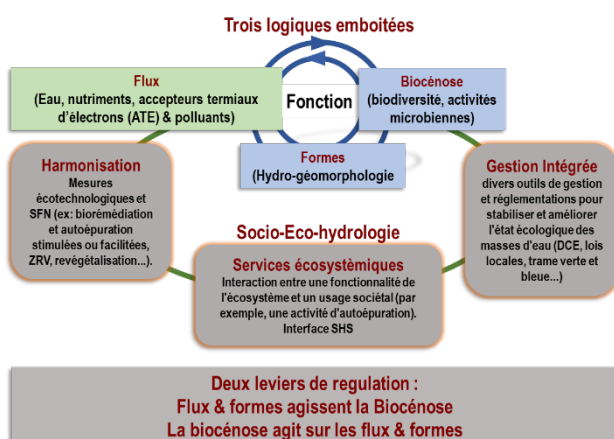 Trois logiques emboitées
Flux
(Eau, nutriments, accepteurs termiaux
d'électrons (ATE) & polluants)
Fonction
Biocénose
(biodiversité, activités
microbiennes)
Formes
(Hydro-géomorphologie
Harmonisation
Mesures
écotechnologiques et
SFN (ex: biorémédiation
et autoépuration
stimulées ou facilitées,
ZRV, revégétalisation...).
Socio-Eco-hydrologie
Services écosytèmiques
Interaction entre une fonctionnalité de
l'écosystème et un usage sociétal (par
exemple, une activité d'autoépuration).
Interface SHS
Gestion Intégrée
divers outils de gestion
et réglementations pour
stabiliser et améliorer
l'état écologique des
masses d'eau (DCE, lois
locales, trame verte et
bleue...)
Deux leviers de regulation :
Flux & formes agissent la Biocénose
La biocénose agit sur les flux & formes